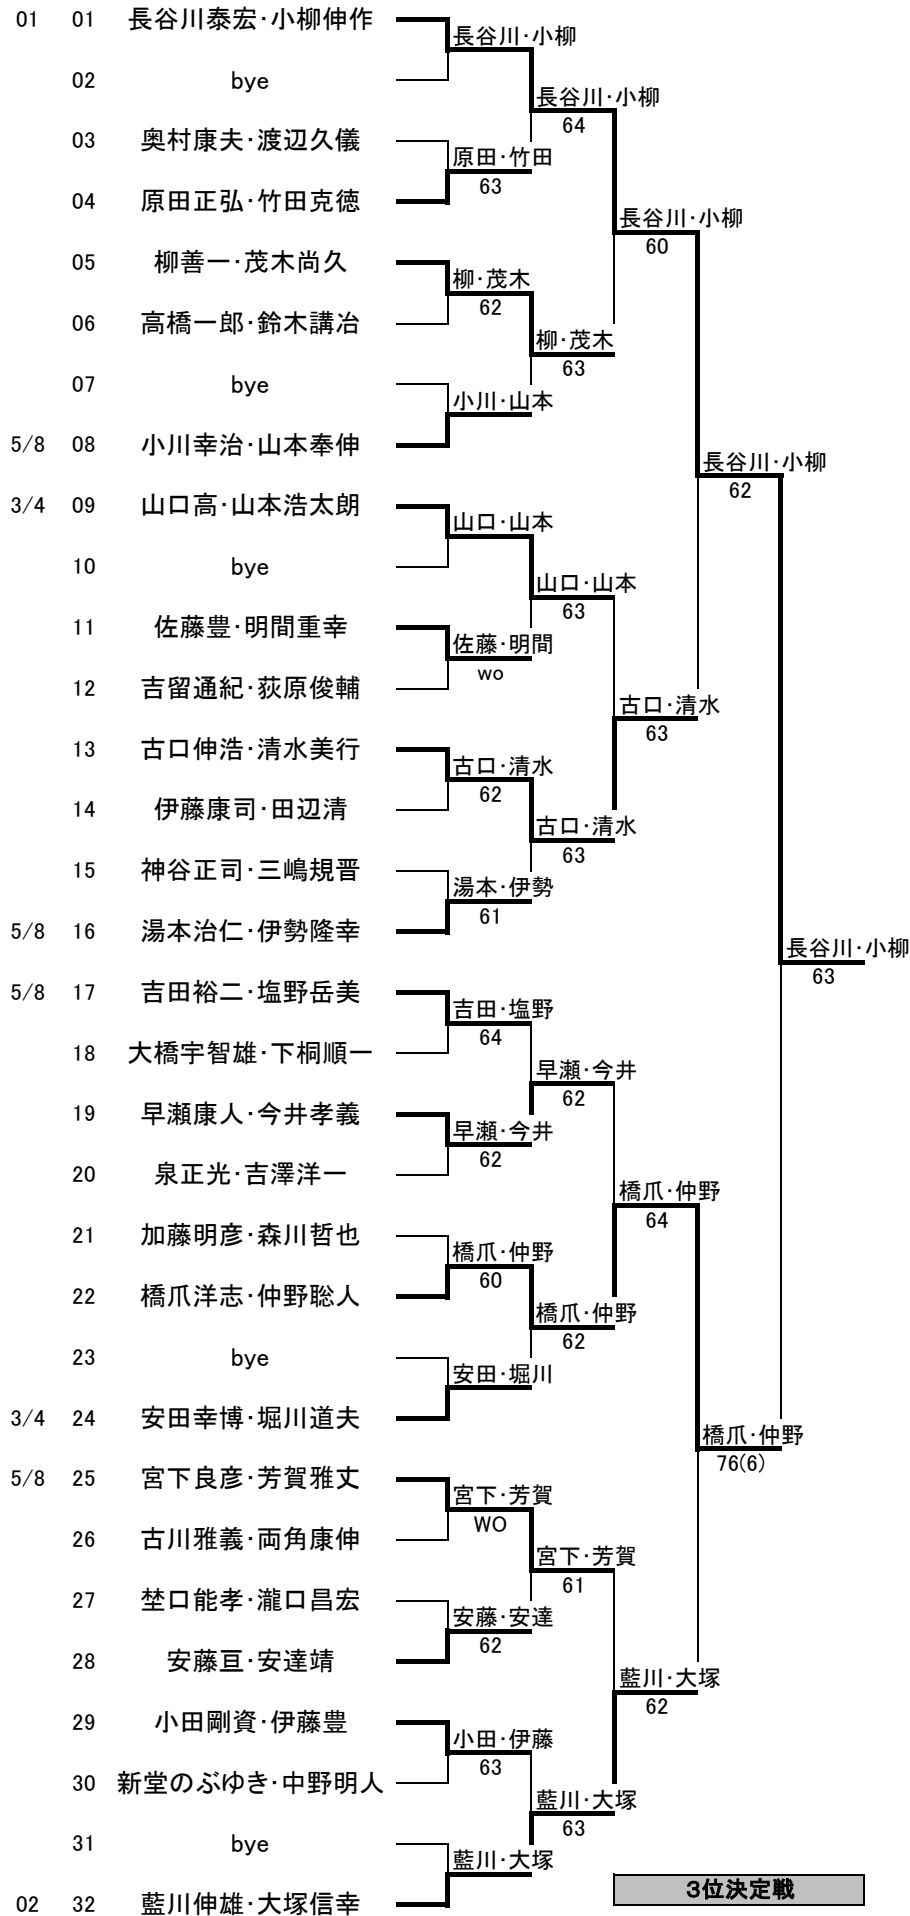 01 01 長谷川泰宏・小柳伸作
長谷川・小柳
02 bye
長谷川・小柳
64
03 奥村康夫・渡辺久儀
原田・竹田
63
04 原田正弘・竹田克徳
長谷川・小柳
60
05 柳善一・茂木尚久
柳・茂木
62
06 高橋一郎・鈴木講冶
柳・茂木
63
07 bye
小川・山本
5/8 08 小川幸治・山本奉伸
長谷川・小柳
62
3/4 09 山口高・山本浩太朗
山口・山本
10 bye
山口・山本
63
11 佐藤豊・明間重幸
佐藤・明間
wo
12 吉留通紀・荻原俊輔
古口・清水
63
13 古口伸浩・清水美行
古口・清水
62
14 伊藤康司・田辺清
古口・清水
63
15 神谷正司・三嶋規晋
湯本・伊勢
61
5/8 16 湯本治仁・伊勢隆幸
長谷川・小柳
63
5/8 17 吉田裕二・塩野岳美
吉田・塩野
64
18 大橋宇智雄・下桐順一
早瀬・今井
62
19 早瀬康人・今井孝義
早瀬・今井
62
20 泉正光・吉澤洋一
橋爪・仲野
64
21 加藤明彦・森川哲也
橋爪・仲野
60
22 橋爪洋志・仲野聡人
橋爪・仲野
62
23 bye
安田・堀川
3/4 24 安田幸博・堀川道夫
橋爪・仲野
76(6)
5/8 25 宮下良彦・芳賀雅丈
宮下・芳賀
WO
26 古川雅義・両角康伸
宮下・芳賀
61
27 埜口能孝・瀧口昌宏
安藤・安達
62
28 安藤亘・安達靖
藍川・大塚
62
29 小田剛資・伊藤豊
小田・伊藤
63
30 新堂のぶゆき・中野明人
藍川・大塚
63
31 bye
藍川・大塚
02 32 藍川伸雄・大塚信幸
3位決定戦